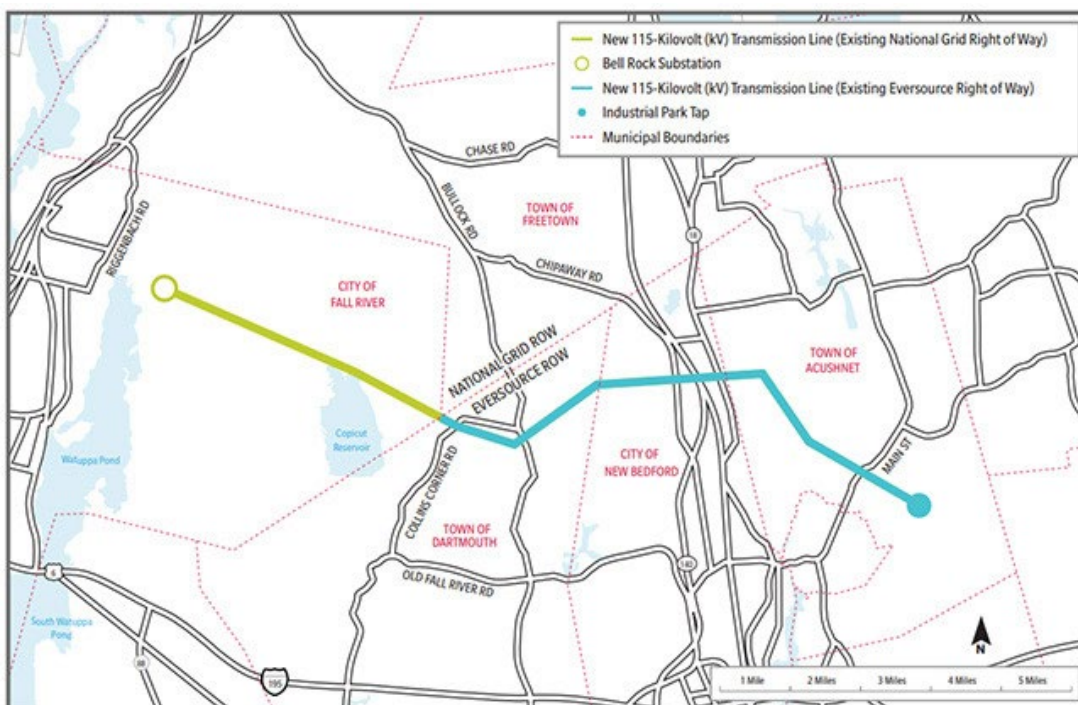 New 115-Kilovolt (kV) Transmission Line (Existing National Grid Right of Way)
Bell Rock Substation
New 115-Kilovolt (kV) Transmission Line (Existing Eversource Right of Way)
Industrial Park Tap
Municipal Boundaries
CHASE RD
BULLOCK RD
RIGGENBACH RD
TOWN OF
FREETOWN
18
CHIPAWAY RD
CITY OF
FALL RIVER
NATIONAL GRID ROW
EVERSOURCE ROW
TOWN OF
ACUSHNET
Copicut
Reservoir
Watuppa Pond
COLLINS CORNER RD
CITY OF
NEW BEDFORD
MAIN ST
TOWN OF
DARTMOUTH
OLD FALL RIVER RD
140
6
South Watuppa
Pong
88
195
N
1 Mile
2 Miles
3 Miles
4 Miles
5 Miles